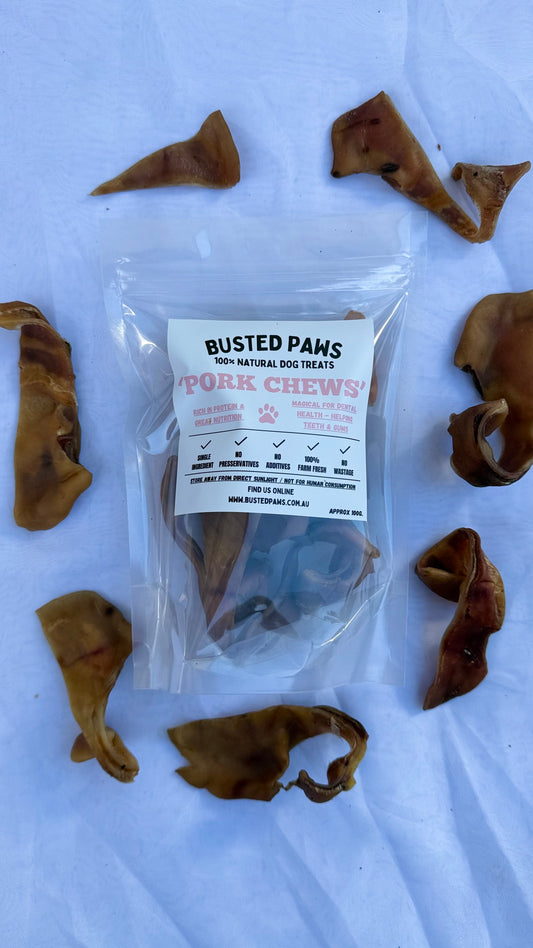 BUSTED PAWS
100% NATURAL DOG TREATS
'PORK CHEWS'
RICH IN PROTEIN &
GREAT NUTRITION
MAGICAL FOR DENTAL
HEALTH - HELPING
TEETH & GUMS
SINGLE
INGREDIENT
NO
PRESSERVATIVES
NO
ADDITIVES
100%
FARM FRESH
NO
WASTAGE
STORE AWAY FROM DIRECT SUNLIGHT / NOT FOR HUMAN CONSUMPTION
FIND US ONLINE
WWW.BUSTEDPAWS.COM.AU
APPROX 100G.